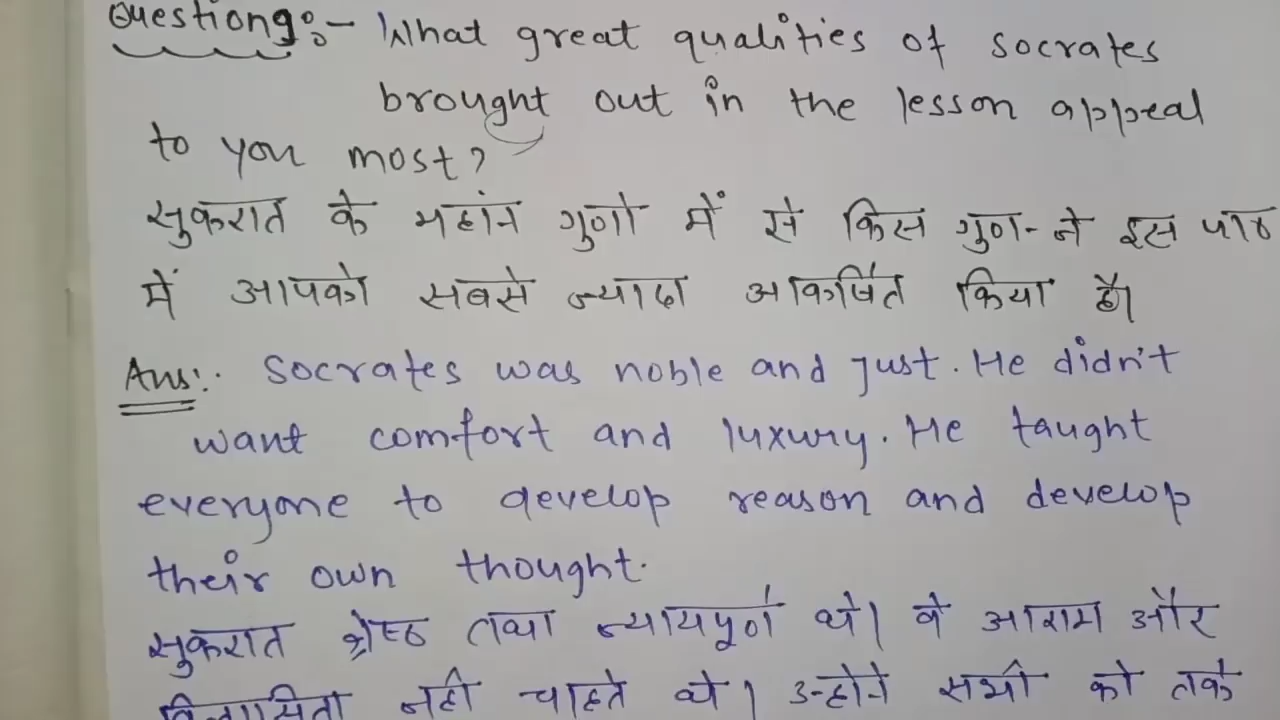 Question9:- What great qualities of socrates
brought out in the lesson appeal
to you most?
सुकरात के महांन गुणो में से किस गुण-ने इस पाठ
में आपको सबसे ज्यादा आकर्षित किया है।
Ans:- Socrates was noble and just. He didn't
want comfort and luxury. He taught
everyone to develop reason and develop
their own thought.
सुकरात श्रेष्ठ तथा न्यायपूर्ण थे। वे आराम और
विलासिता नही चाहते थे। उन्होने सभी को तर्क